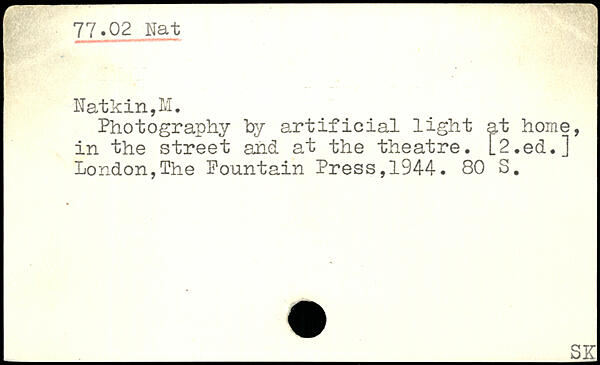 77.02 Nat
Natkin,M.
Photography by artificial light at home,
in the street and at the theatre. [2.ed.]
London,The Fountain Press,1944. 80 S.
SK